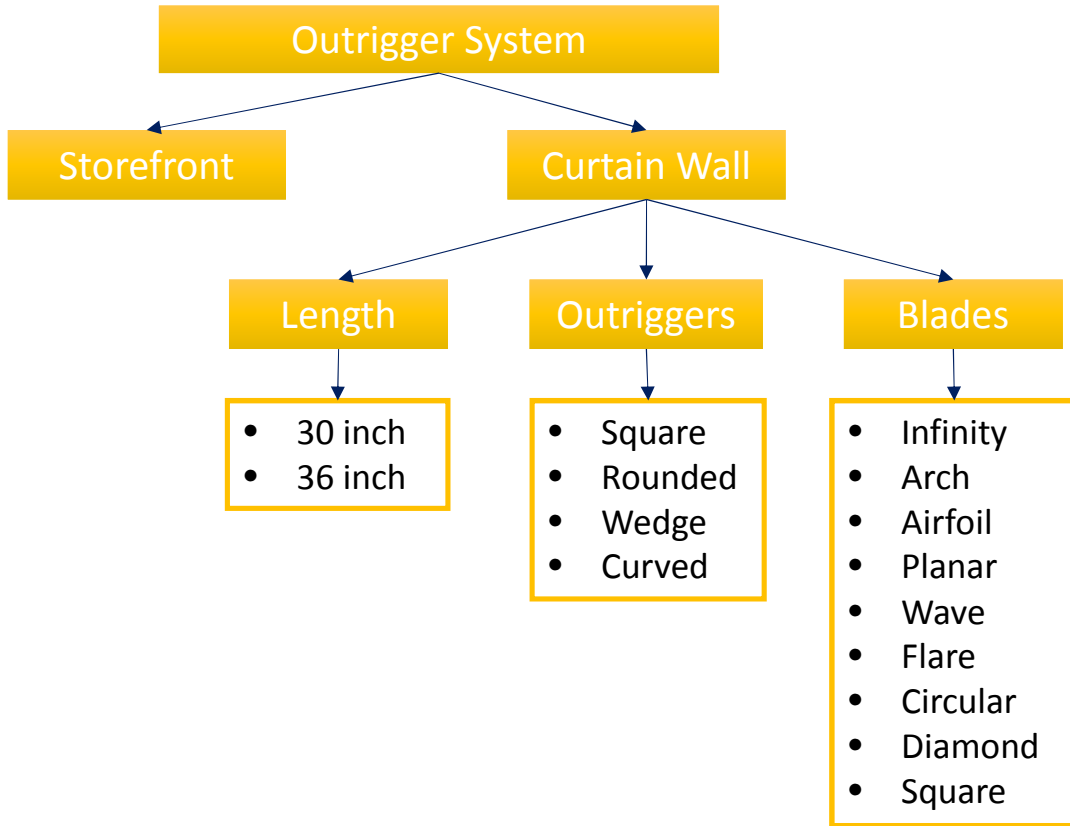 Outrigger System
Storefront
Curtain Wall
Length
Outriggers
Blades
• 30 inch
• 36 inch
• Square
• Rounded
• Wedge
• Curved
• Infinity
• Arch
• Airfoil
• Planar
• Wave
• Flare
• Circular
• Diamond
• Square